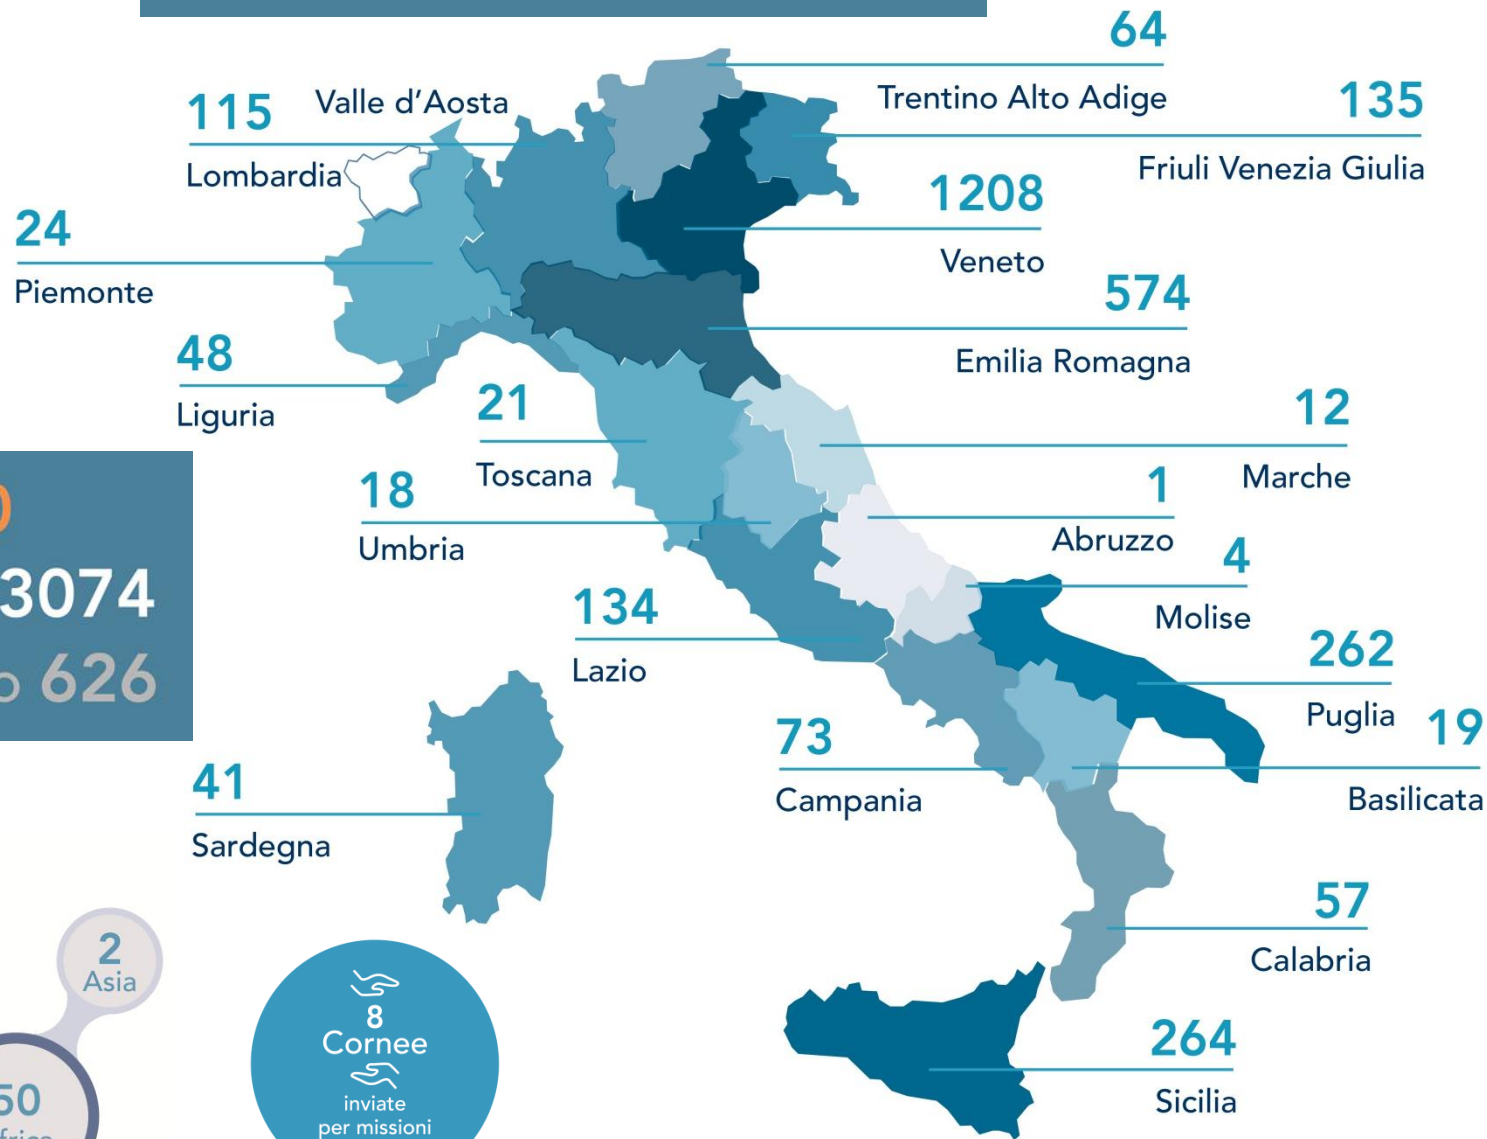 64
Trentino Alto Adige
115
Valle d'Aosta
Lombardia
135
Friuli Venezia Giulia
24
Piemonte
1208
Veneto
574
Emilia Romagna
48
Liguria
21
Toscana
12
Marche
18
Umbria
1
Abruzzo
4
Molise
3074
o 626
134
Lazio
262
Puglia
19
Basilicata
73
Campania
41
Sardegna
57
Calabria
2
Asia
8
Cornee
inviate
per missioni
264
Sicilia